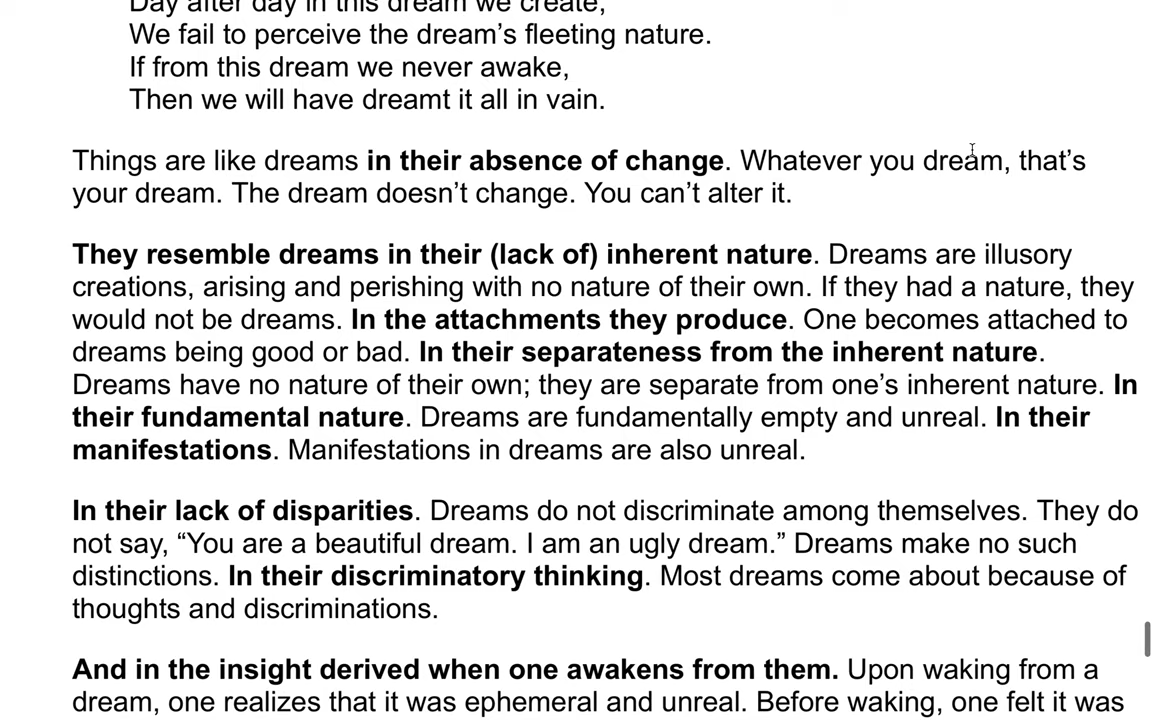 Day after day in this dream we create,
We fail to perceive the dream’s fleeting nature.
If from this dream we never awake,
Then we will have dreamt it all in vain.
Things are like dreams in their absence of change. Whatever you dream, that’s
your dream. The dream doesn’t change. You can’t alter it.
They resemble dreams in their (lack of) inherent nature. Dreams are illusory
creations, arising and perishing with no nature of their own. If they had a nature, they
would not be dreams. In the attachments they produce. One becomes attached to
dreams being good or bad. In their separateness from the inherent nature.
Dreams have no nature of their own; they are separate from one’s inherent nature. In
their fundamental nature. Dreams are fundamentally empty and unreal. In their
manifestations. Manifestations in dreams are also unreal.
In their lack of disparities. Dreams do not discriminate among themselves. They do
not say, “You are a beautiful dream. I am an ugly dream.” Dreams make no such
distinctions. In their discriminatory thinking. Most dreams come about because of
thoughts and discriminations.
And in the insight derived when one awakens from them. Upon waking from a
dream, one realizes that it was ephemeral and unreal. Before waking, one felt it was